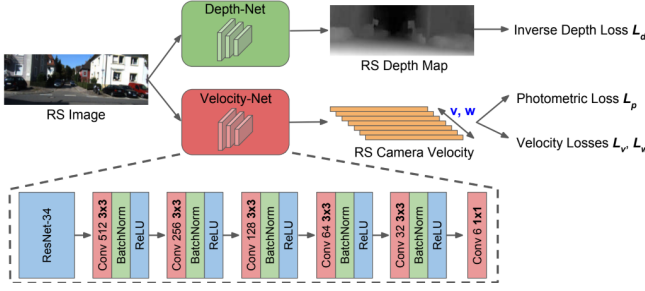 Depth-Net
Inverse Depth Loss L_d
RS Depth Map
RS Image
Velocity-Net
v, w
Photometric Loss L_p
Velocity Losses L_v, L_w
RS Camera Velocity
ResNet-34
Conv 512 3x3
BatchNorm
ReLU
Conv 256 3x3
BatchNorm
ReLU
Conv 128 3x3
BatchNorm
ReLU
Conv 64 3x3
BatchNorm
ReLU
Conv 32 3x3
BatchNorm
ReLU
Conv 6 1x1